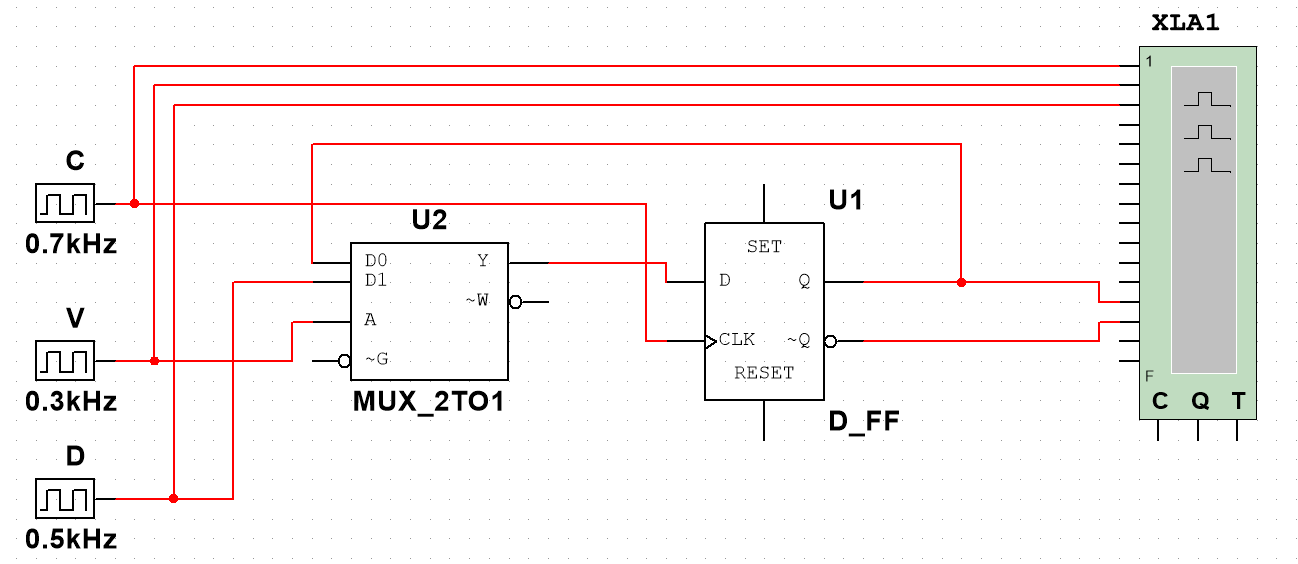 XLA1
1
C
0.7kHz
U2
U1
D0
Y
D1
~W
A
~G
MUX_2TO1
SET
D
Q
CLK
~Q
RESET
D_FF
V
0.3kHz
D
0.5kHz
F
C Q T